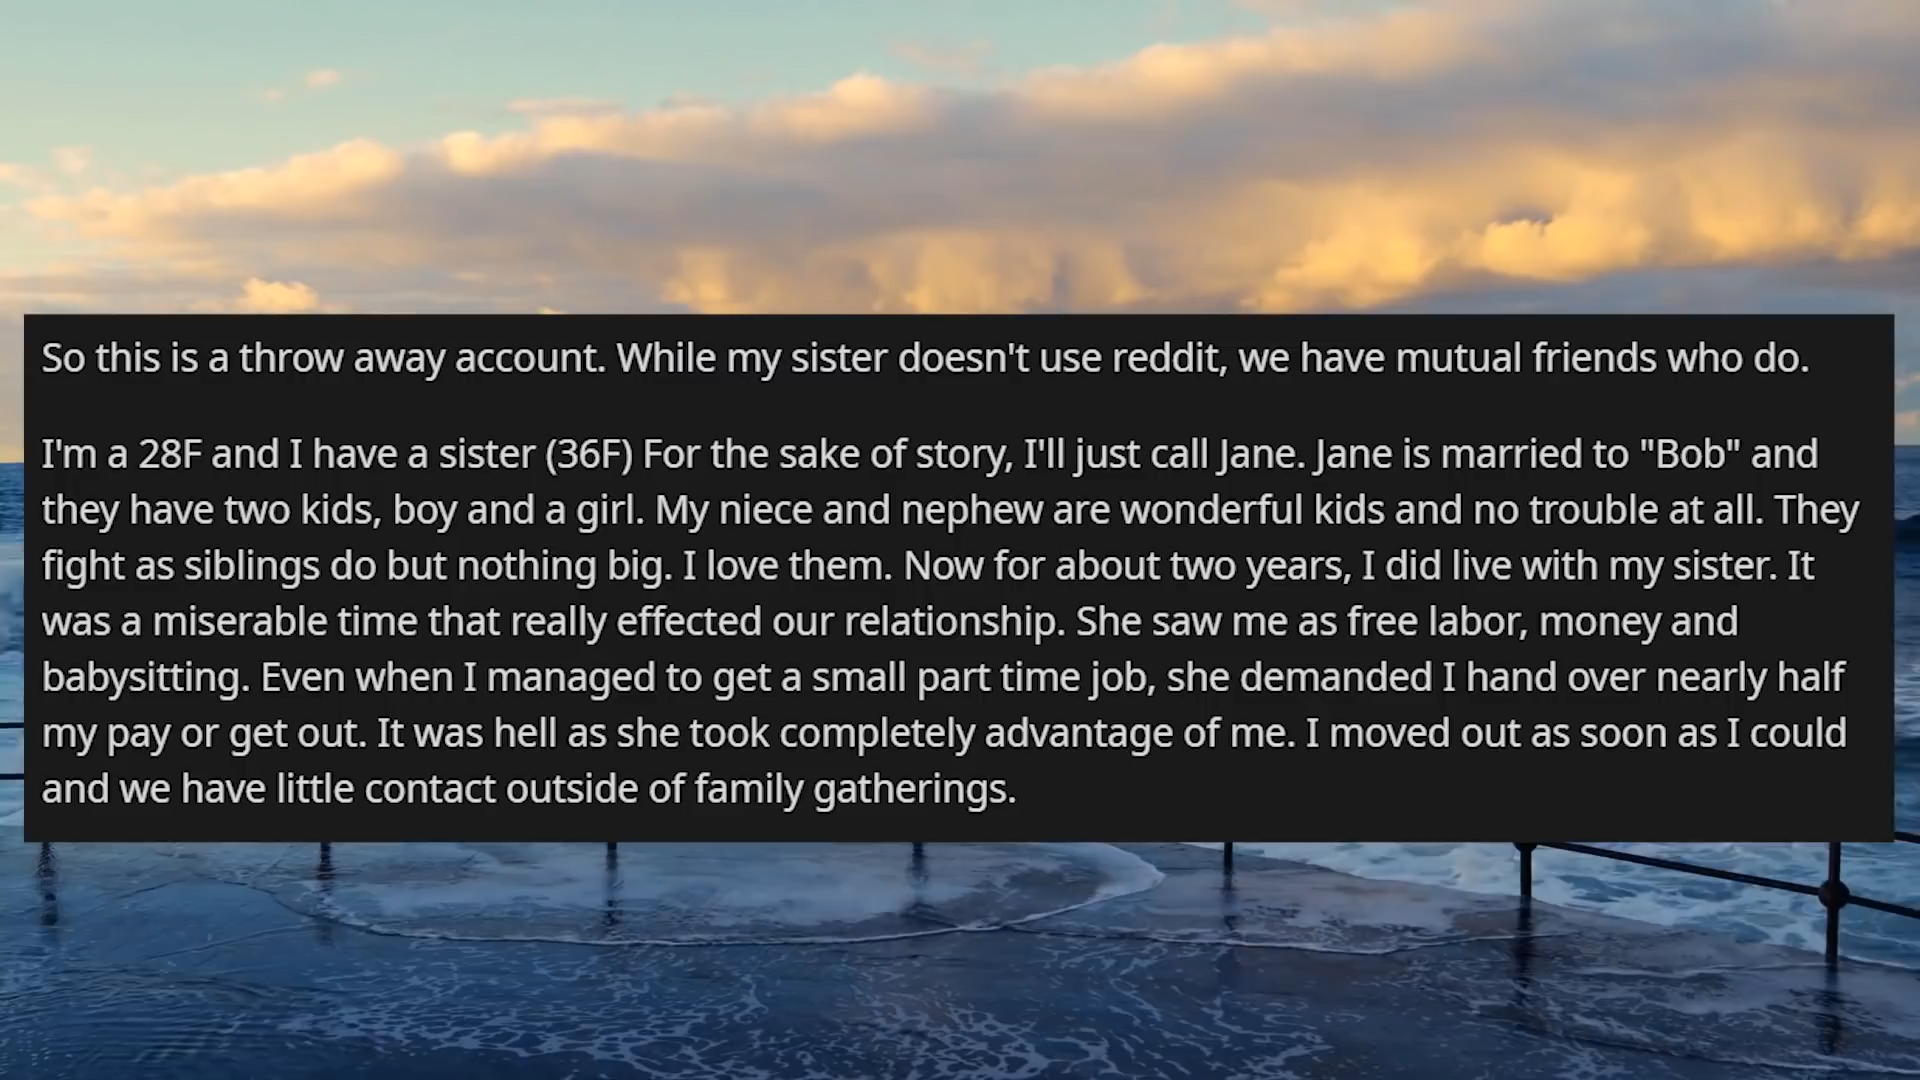 So this is a throw away account. While my sister doesn't use reddit, we have mutual friends who do.
I'm a 28F and I have a sister (36F) For the sake of story, I'll just call Jane. Jane is married to "Bob" and
they have two kids, boy and a girl. My niece and nephew are wonderful kids and no trouble at all. They
fight as siblings do but nothing big. I love them. Now for about two years, I did live with my sister. It
was a miserable time that really effected our relationship. She saw me as free labor, money and
babysitting. Even when I managed to get a small part time job, she demanded I hand over nearly half
my pay or get out. It was hell as she took completely advantage of me. I moved out as soon as I could
and we have little contact outside of family gatherings.